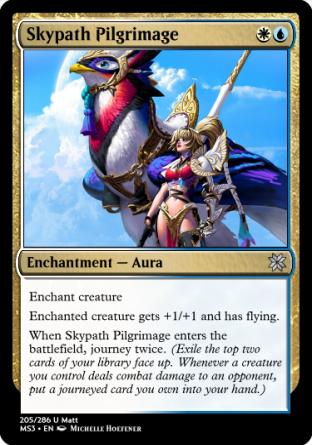 Skypath Pilgrimage
Enchantment — Aura
Enchant creature
Enchanted creature gets +1/+1 and has flying.
When Skypath Pilgrimage enters the
battlefield, journey twice. (Exile the top two
cards of your library face up. Whenever a creature
you control deals combat damage to an opponent,
put a journeyed card you own into your hand.)
205/286 U Matt
MS3 • EN Michelle Hoefener